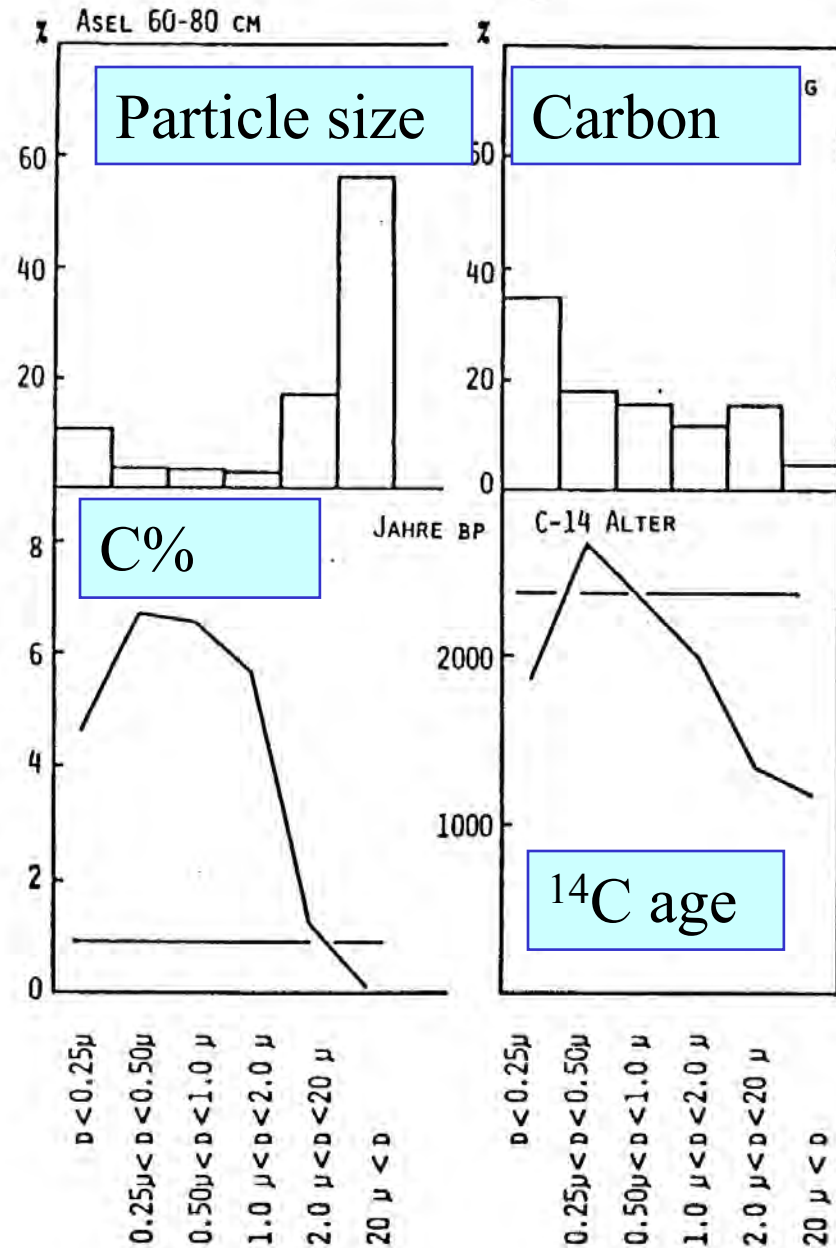 ASEL 60-80 CM
%
Particle size
60
40
20
%
Carbon
G
60
40
20
0
C%
8
6
4
2
0
JAHRE BP
C-14 ALTER
2000
1000
¹⁴C age
D<0.25µ
0.25µ<D<0.50µ
0.50µ<D<1.0 µ
1.0 µ<D<2.0 µ
2.0 µ<D<20 µ
20 µ<D
D<0.25µ
0.25µ<D<0.50µ
0.50µ<D<1.0 µ
1.0 µ<D<2.0 µ
2.0 µ<D<20 µ
20 µ<D